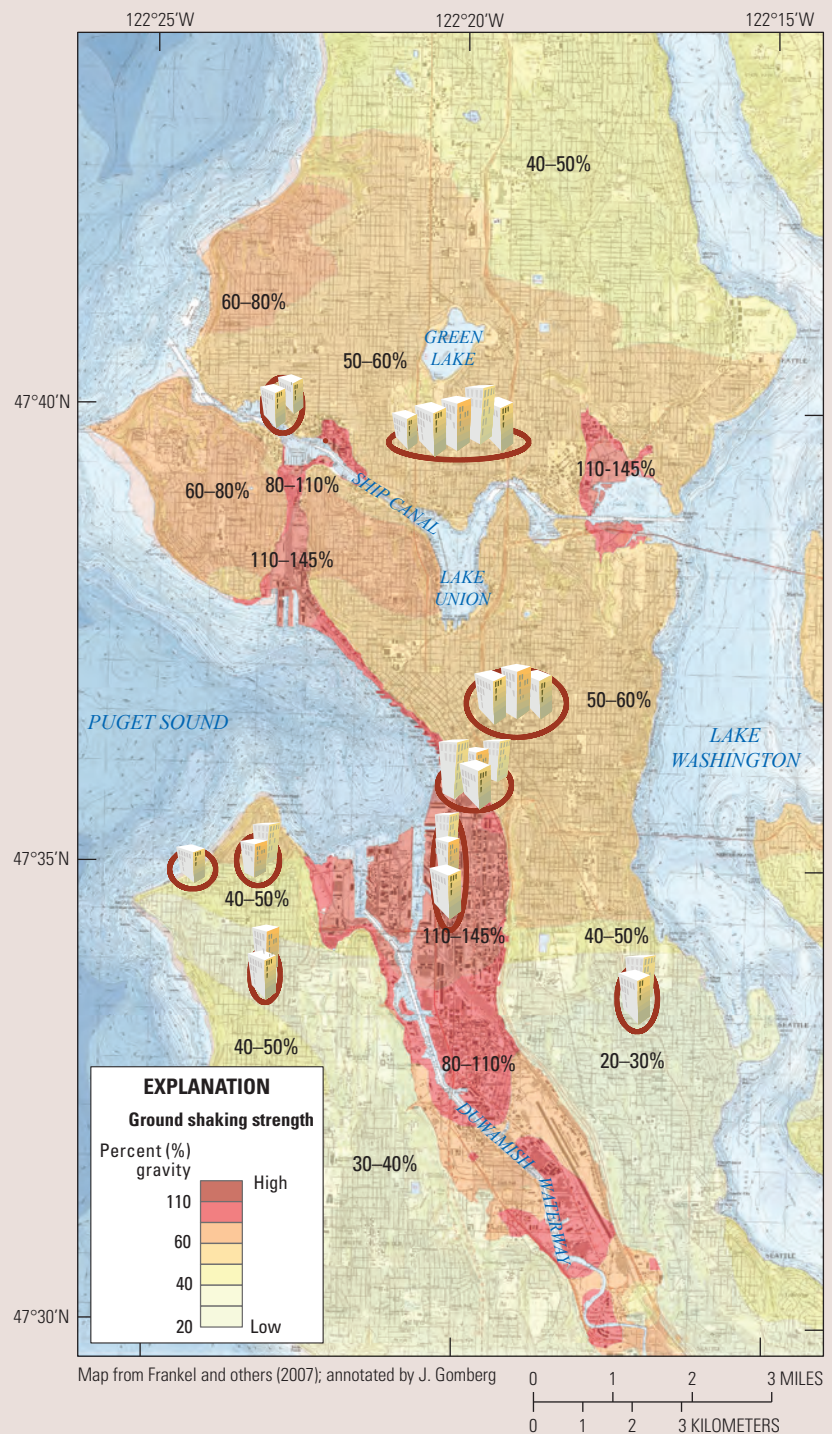 122°25'W
122°20'W
122°15'W
40–50%
60–80%
GREEN
LAKE
50–60%
47°40'N
SEATTLE
60–80%
80–110%
SHIP CANAL
110-145%
110–145%
LAKE
UNION
50–60%
PUGET SOUND
LAKE
WASHINGTON
47°35'N
40–50%
110–145%
40–50%
SEATTLE
40–50%
80–110%
20–30%
EXPLANATION
Ground shaking strength
Percent (%)
gravity
High
110
60
40
20
Low
30–40%
DUWAMISH WATERWAY
SEATTLE
47°30'N
Map from Frankel and others (2007); annotated by J. Gomberg
0 1 2 3 MILES
0 1 2 3 KILOMETERS